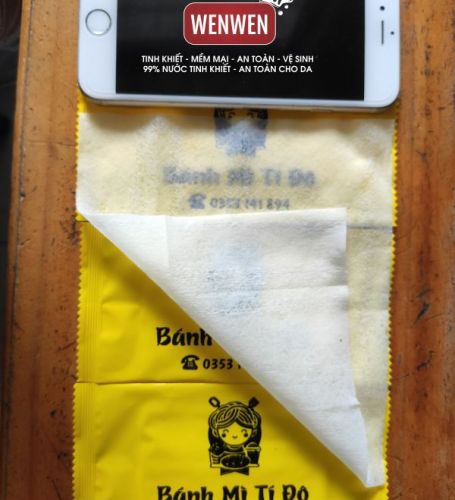 WENWEN
TINH KHIẾT - MỀM MẠI - AN TOÀN - VỆ SINH
99% NƯỚC TINH KHIẾT - AN TOÀN CHO DA
Bánh Mì Tí Đô
☎ 0353 141 894
Bánh
☎ 0353
Bánh Mì Tí Đô